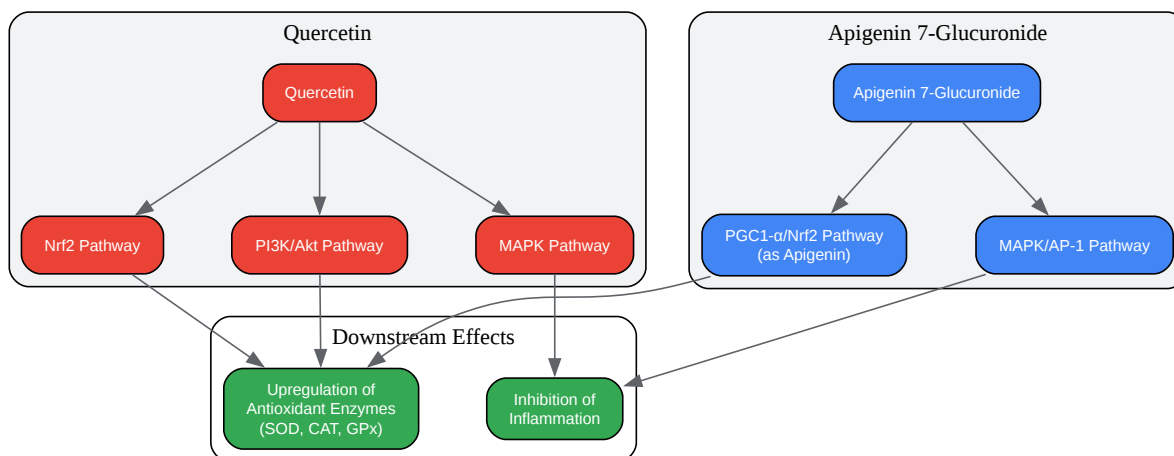 Quercetin
Apigenin 7-Glucuronide
Quercetin
Apigenin 7-Glucuronide
Nrf2 Pathway
PI3K/Akt Pathway
MAPK Pathway
PGC1-α/Nrf2 Pathway
(as Apigenin)
MAPK/AP-1 Pathway
Downstream Effects
Upregulation of
Antioxidant Enzymes
(SOD, CAT, GPx)
Inhibition of
Inflammation